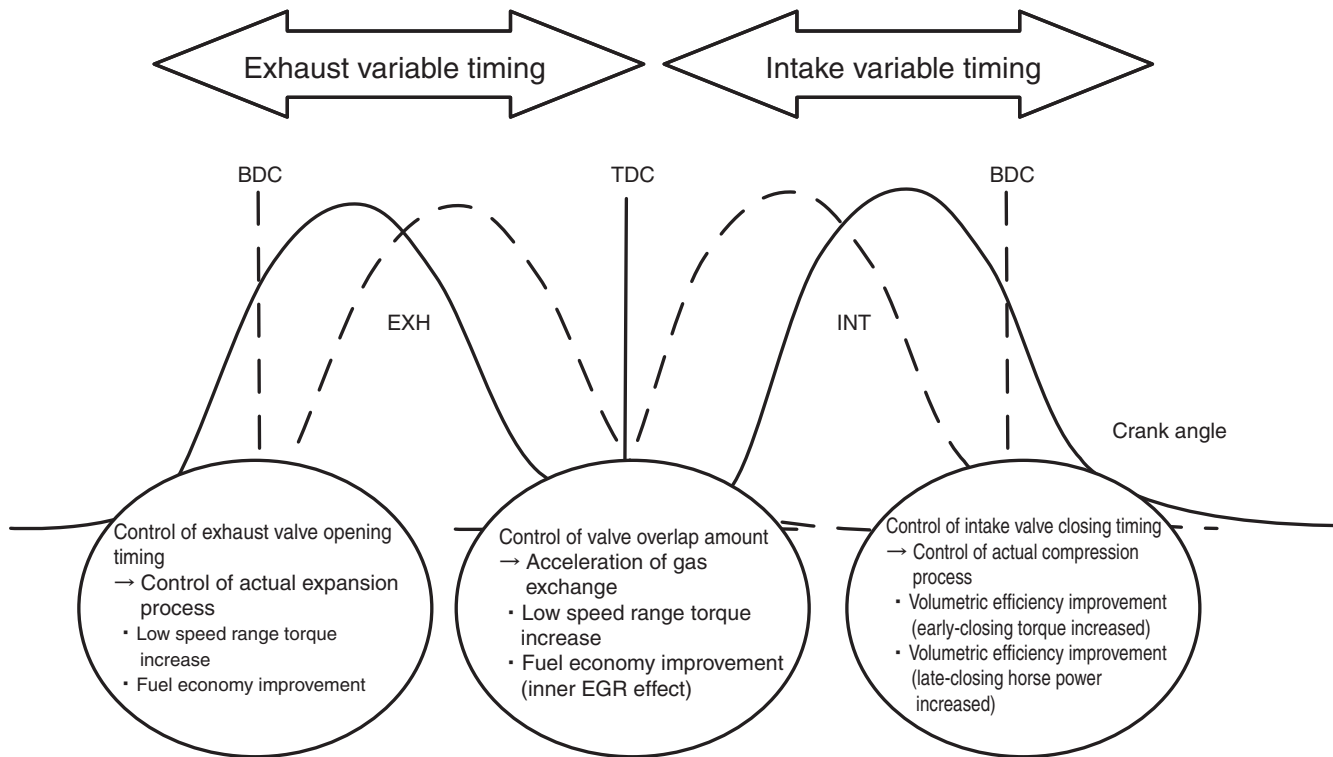 Exhaust variable timing
Intake variable timing
BDC
TDC
BDC
EXH
INT
Crank angle
Control of exhaust valve opening
timing
→ Control of actual expansion
process
・Low speed range torque
increase
・Fuel economy improvement
Control of valve overlap amount
→ Acceleration of gas
exchange
・Low speed range torque
increase
・Fuel economy improvement
(inner EGR effect)
Control of intake valve closing timing
→ Control of actual compression
process
・Volumetric efficiency improvement
(early-closing torque increased)
・Volumetric efficiency improvement
(late-closing horse power
increased)